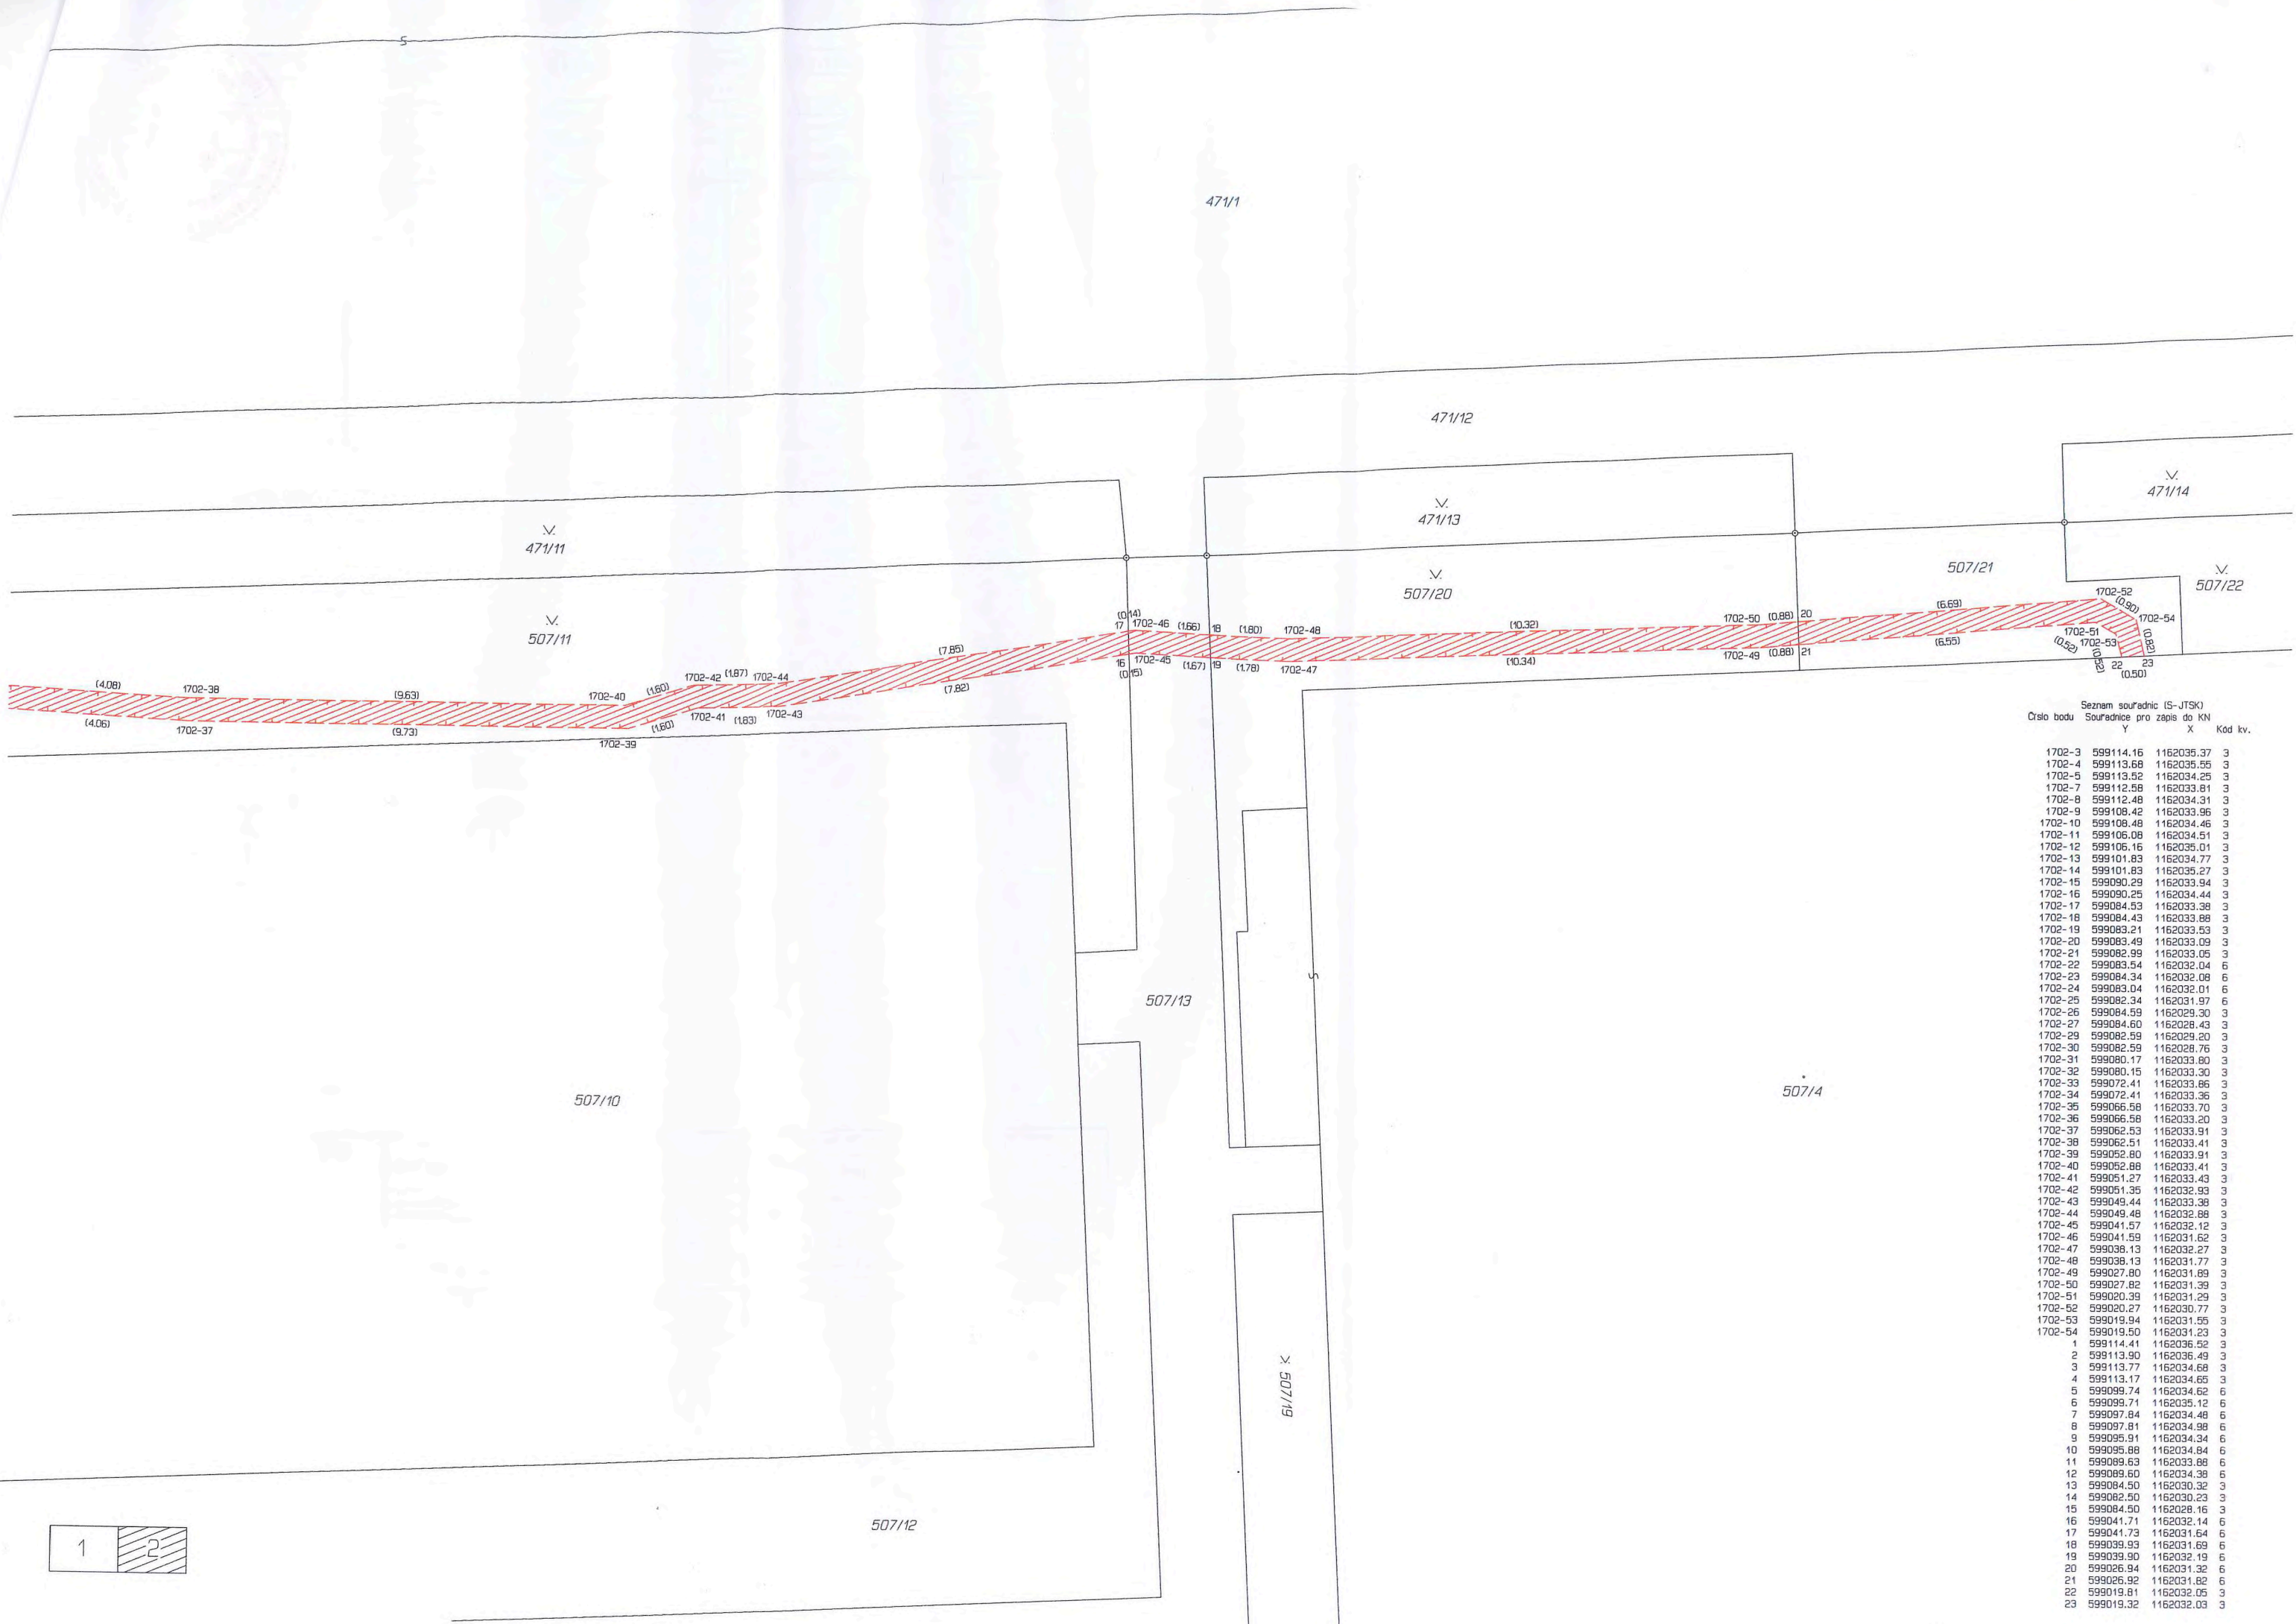 471/1
471/12
471/14
471/13
471/11
507/21
507/22
507/20
507/11
1702-52
(0.90)
1702-54
(0.82)
(6.69)
1702-50 (0.88) 20
(10.32)
(0.14)
17 1702-46 (1.66) 18 (1.80) 1702-48
1702-51
1702-53
(0.52)
(0.52)
22 23
(0.50)
(6.55)
1702-49 (0.88) 21
(10.34)
16 1702-45 (1.67) 19 (1.78) 1702-47
(0.15)
(7.85)
(7.82)
1702-42 (1.87) 1702-44
(1.60)
1702-40
(9.63)
1702-38
(4.08)
1702-41 (1.83) 1702-43
(1.60)
1702-39
(9.73)
1702-37
(4.06)
Seznam souřadnic (S-JTSK)
Číslo bodu Souřadnice pro zápis do KN
Y X Kód kv.
1702-3 599114.16 1162035.37 3
1702-4 599113.68 1162035.55 3
1702-5 599113.52 1162034.25 3
1702-7 599112.58 1162033.81 3
1702-8 599112.48 1162034.31 3
1702-9 599108.42 1162033.96 3
1702-10 599108.48 1162034.46 3
1702-11 599106.08 1162034.51 3
1702-12 599106.16 1162035.01 3
1702-13 599101.83 1162034.77 3
1702-14 599101.83 1162035.27 3
1702-15 599090.29 1162033.94 3
1702-16 599090.25 1162034.44 3
1702-17 599084.53 1162033.38 3
1702-18 599084.43 1162033.88 3
1702-19 599083.21 1162033.53 3
1702-20 599083.49 1162033.09 3
1702-21 599082.99 1162033.05 3
1702-22 599083.54 1162032.04 6
1702-23 599084.34 1162032.08 6
1702-24 599083.04 1162032.01 6
1702-25 599082.34 1162031.97 6
1702-26 599084.59 1162029.30 3
1702-27 599084.60 1162028.43 3
1702-29 599082.59 1162029.20 3
1702-30 599082.59 1162028.76 3
1702-31 599080.17 1162033.80 3
1702-32 599080.15 1162033.30 3
1702-33 599072.41 1162033.86 3
1702-34 599072.41 1162033.36 3
1702-35 599066.58 1162033.70 3
1702-36 599066.58 1162033.20 3
1702-37 599062.53 1162033.91 3
1702-38 599062.51 1162033.41 3
1702-39 599052.80 1162033.91 3
1702-40 599052.88 1162033.41 3
1702-41 599051.27 1162033.43 3
1702-42 599051.35 1162032.93 3
1702-43 599049.44 1162033.38 3
1702-44 599049.48 1162032.88 3
1702-45 599041.57 1162032.12 3
1702-46 599041.59 1162031.62 3
1702-47 599038.13 1162032.27 3
1702-48 599038.13 1162031.77 3
1702-49 599027.80 1162031.89 3
1702-50 599027.82 1162031.39 3
1702-51 599020.39 1162031.29 3
1702-52 599020.27 1162030.77 3
1702-53 599019.94 1162031.55 3
1702-54 599019.50 1162031.23 3
1 599114.41 1162036.52 3
2 599113.90 1162036.49 3
3 599113.77 1162034.68 3
4 599113.17 1162034.65 3
5 599099.74 1162034.62 6
6 599099.71 1162035.12 6
7 599097.84 1162034.48 6
8 599097.81 1162034.98 6
9 599095.91 1162034.34 6
10 599095.88 1162034.84 6
11 599089.63 1162033.88 6
12 599089.60 1162034.38 6
13 599084.50 1162030.32 3
14 599082.50 1162030.23 3
15 599084.50 1162028.16 3
16 599041.71 1162032.14 6
17 599041.73 1162031.64 6
18 599039.93 1162031.69 6
19 599039.90 1162032.19 6
20 599026.94 1162031.32 6
21 599026.92 1162031.82 6
22 599019.81 1162032.05 3
23 599019.32 1162032.03 3
507/13
507/10
507/4
507/19
507/12
1 2